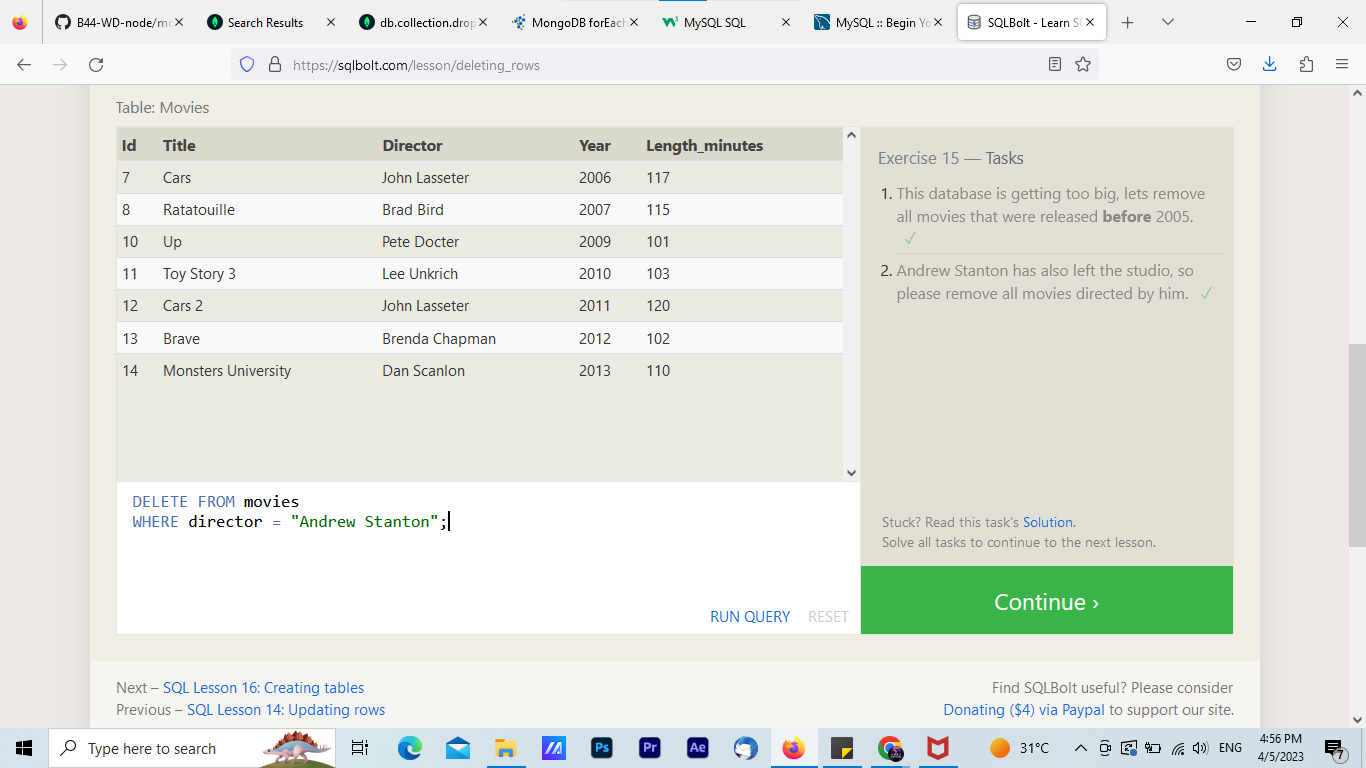 B44-WD-node/mc
Search Results
db.collection.drop
MongoDB forEach
MySQL SQL
MySQL :: Begin Yo
SQLBolt - Learn SQ
https://sqlbolt.com/lesson/deleting_rows
Table: Movies
Id Title Director Year Length_minutes
7 Cars John Lasseter 2006 117
8 Ratatouille Brad Bird 2007 115
10 Up Pete Docter 2009 101
11 Toy Story 3 Lee Unkrich 2010 103
12 Cars 2 John Lasseter 2011 120
13 Brave Brenda Chapman 2012 102
14 Monsters University Dan Scanlon 2013 110
DELETE FROM movies
WHERE director = "Andrew Stanton";
RUN QUERY RESET
Exercise 15 — Tasks
1. This database is getting too big, lets remove
all movies that were released before 2005.
✓
2. Andrew Stanton has also left the studio, so
please remove all movies directed by him. ✓
Stuck? Read this task's Solution.
Solve all tasks to continue to the next lesson.
Continue ›
Next – SQL Lesson 16: Creating tables
Previous – SQL Lesson 14: Updating rows
Find SQLBolt useful? Please consider
Donating ($4) via Paypal to support our site.
Type here to search
Ps
Pr
Ae
31°C
ENG
4:56 PM
4/5/2023
7